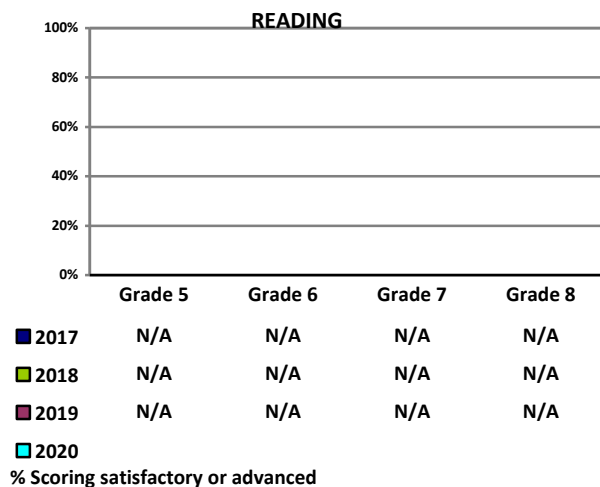 READING
100%
80%
60%
40%
20%
0%
Grade 5 Grade 6 Grade 7 Grade 8
2017 N/A N/A N/A N/A
2018 N/A N/A N/A N/A
2019 N/A N/A N/A N/A
2020
% Scoring satisfactory or advanced